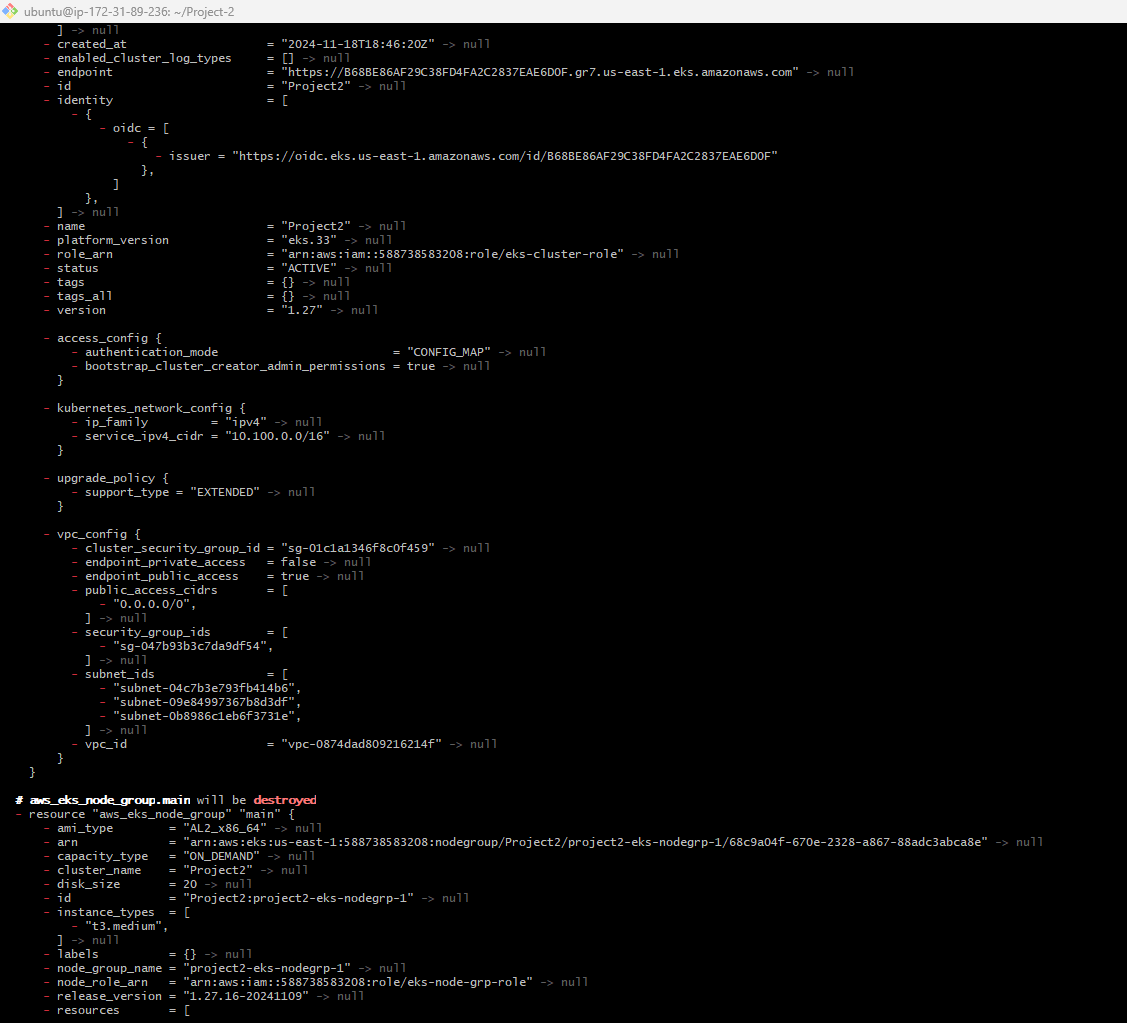 ubuntu@ip-172-31-89-236: ~/Project-2
] -> null
- created_at = "2024-11-18T18:46:20Z" -> null
- enabled_cluster_log_types = [] -> null
- endpoint = "https://B68BE86AF29C38FD4FA2C2837EAE6D0F.gr7.us-east-1.eks.amazonaws.com" -> null
- id = "Project2" -> null
- identity = [
- {
- oidc = [
- {
- issuer = "https://oidc.eks.us-east-1.amazonaws.com/id/B68BE86AF29C38FD4FA2C2837EAE6D0F"
},
]
},
] -> null
- name = "Project2" -> null
- platform_version = "eks.33" -> null
- role_arn = "arn:aws:iam::588738583208:role/eks-cluster-role" -> null
- status = "ACTIVE" -> null
- tags = {} -> null
- tags_all = {} -> null
- version = "1.27" -> null
- access_config {
- authentication_mode = "CONFIG_MAP" -> null
- bootstrap_cluster_creator_admin_permissions = true -> null
}
- kubernetes_network_config {
- ip_family = "ipv4" -> null
- service_ipv4_cidr = "10.100.0.0/16" -> null
}
- upgrade_policy {
- support_type = "EXTENDED" -> null
}
- vpc_config {
- cluster_security_group_id = "sg-01c1a1346f8c0f459" -> null
- endpoint_private_access = false -> null
- endpoint_public_access = true -> null
- public_access_cidrs = [
- "0.0.0.0/0",
] -> null
- security_group_ids = [
- "sg-047b93b3c7da9df54",
] -> null
- subnet_ids = [
- "subnet-04c7b3e793fb414b6",
- "subnet-09e84997367b8d3df",
- "subnet-0b8986c1eb6f3731e",
] -> null
- vpc_id = "vpc-0874dad809216214f" -> null
}
}
# aws_eks_node_group.main will be destroyed
- resource "aws_eks_node_group" "main" {
- ami_type = "AL2_x86_64" -> null
- arn = "arn:aws:eks:us-east-1:588738583208:nodegroup/Project2/project2-eks-nodegrp-1/68c9a04f-670e-2328-a867-88adc3abca8e" -> null
- capacity_type = "ON_DEMAND" -> null
- cluster_name = "Project2" -> null
- disk_size = 20 -> null
- id = "Project2:project2-eks-nodegrp-1" -> null
- instance_types = [
- "t3.medium",
] -> null
- labels = {} -> null
- node_group_name = "project2-eks-nodegrp-1" -> null
- node_role_arn = "arn:aws:iam::588738583208:role/eks-node-grp-role" -> null
- release_version = "1.27.16-20241109" -> null
- resources = [